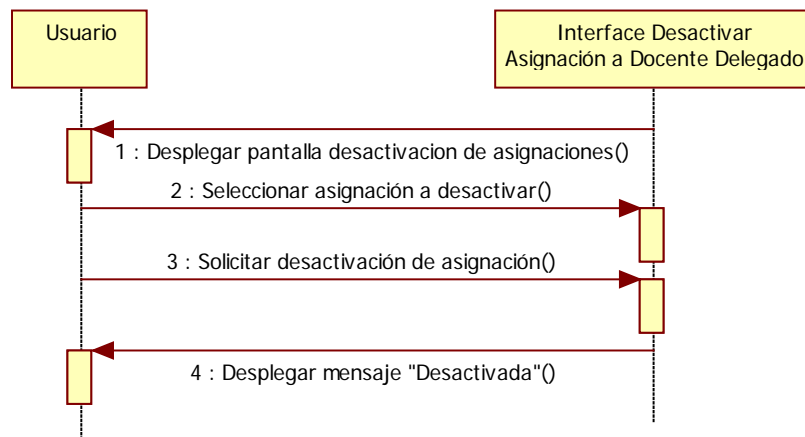 Usuario
Interface Desactivar
Asignación a Docente Delegado
1 : Desplegar pantalla desactivacion de asignaciones()
2 : Seleccionar asignación a desactivar()
3 : Solicitar desactivación de asignación()
4 : Desplegar mensaje "Desactivada"()